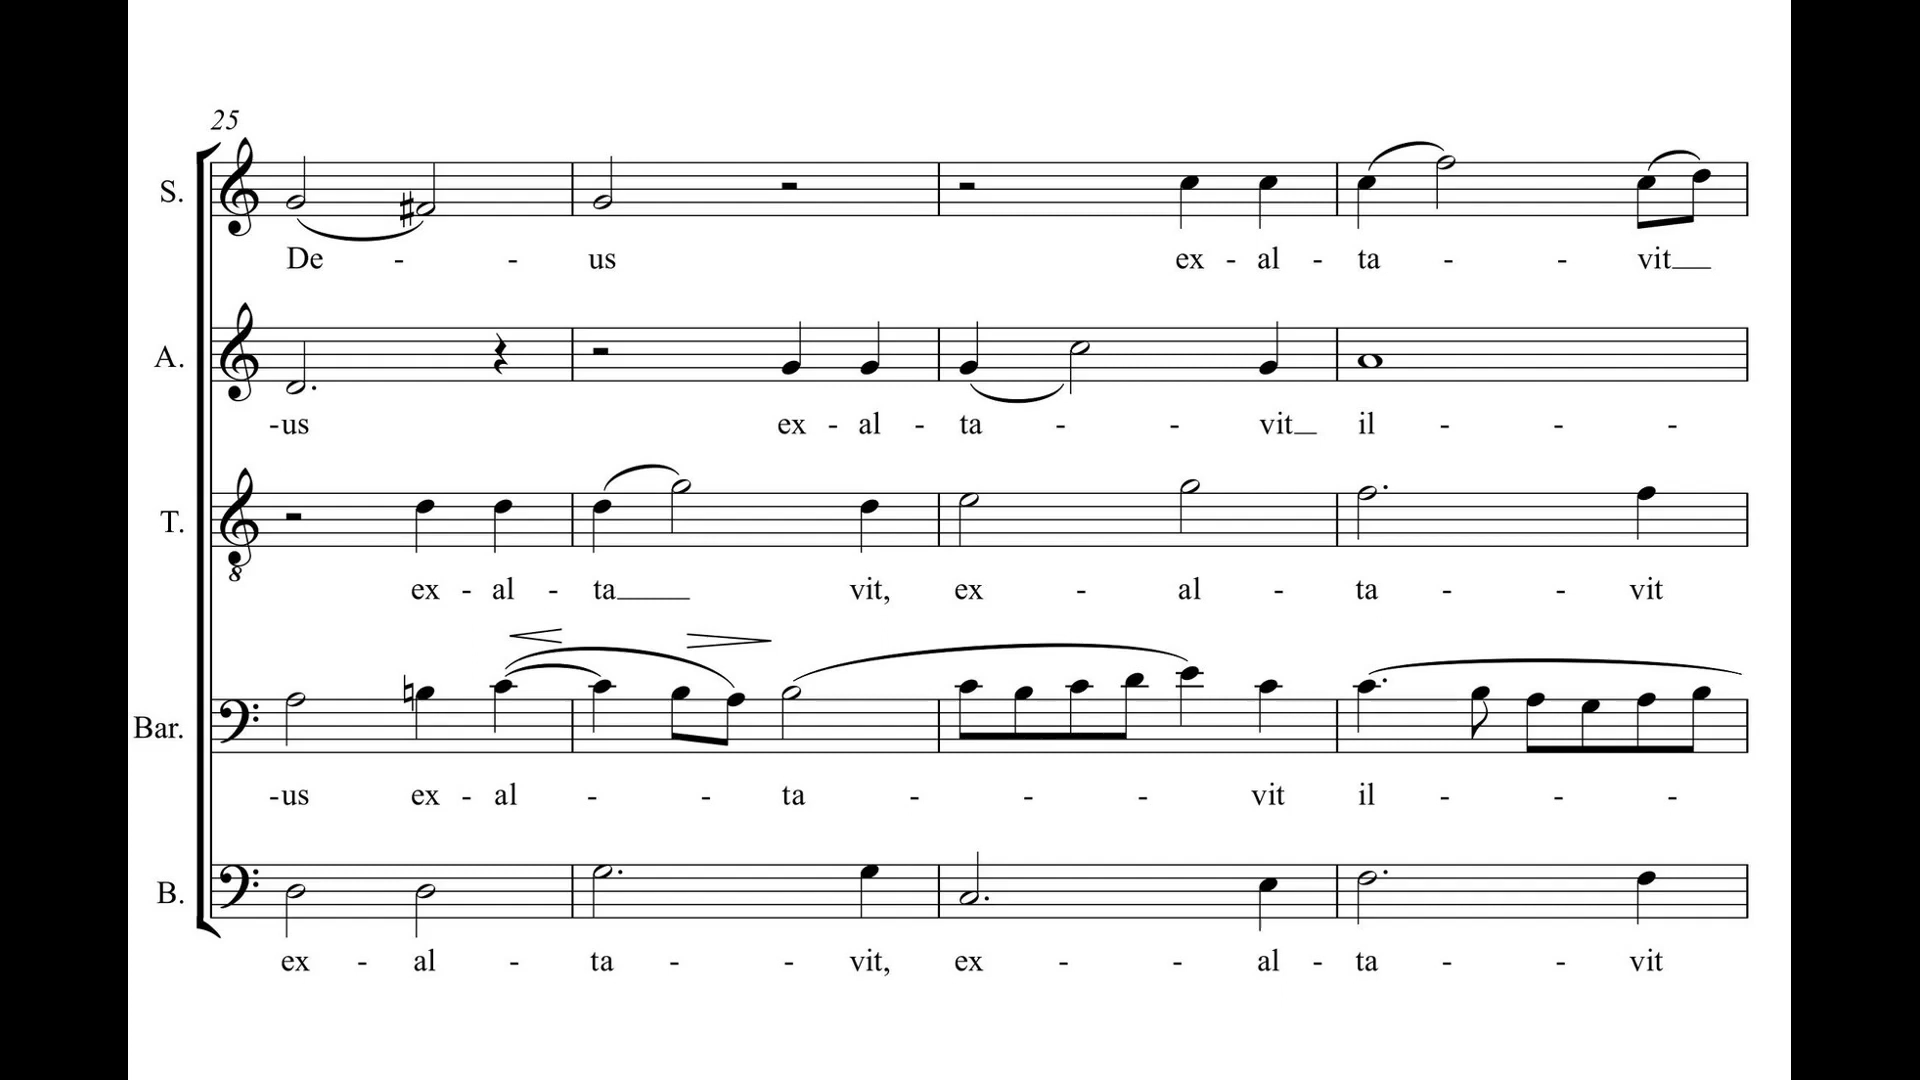 25
S.
De - - us ex - al - ta - - vit
A.
-us ex - al - ta - - vit il - - -
T.
8
ex - al - ta vit, ex - al - ta - - vit
Bar.
-us ex - al - - ta - - - vit il - - -
B.
ex - al - ta - - vit, ex - - al - ta - - vit